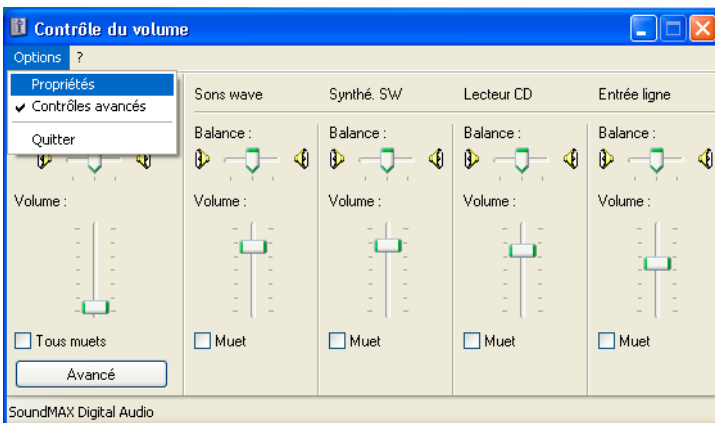 Contrôle du volume
Options ?
Propriétés
Contrôles avancés
Quitter
Sons wave
Synthé. SW
Lecteur CD
Entrée ligne
Balance :
Balance :
Balance :
Balance :
Volume :
Volume :
Volume :
Volume :
Volume :
Tous muets
Muet
Muet
Muet
Muet
Avancé
SoundMAX Digital Audio